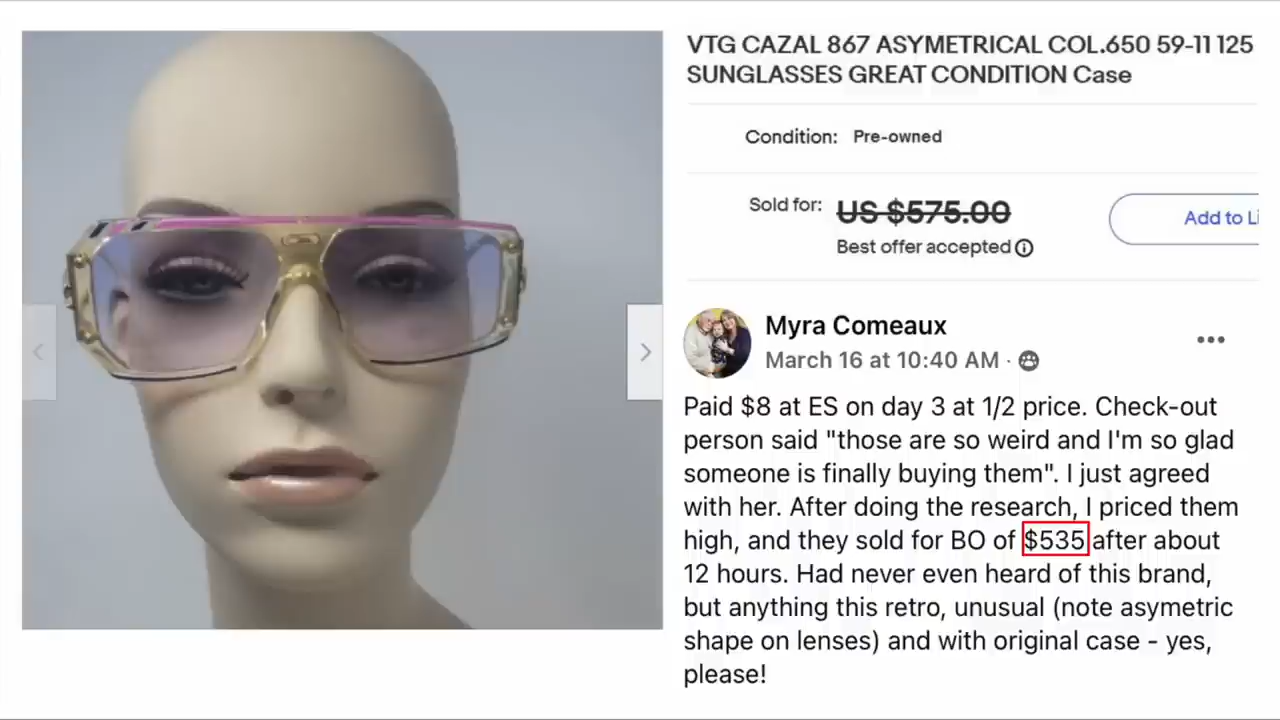 VTG CAZAL 867 ASYMETRICAL COL.650 59-11 125
SUNGLASSES GREAT CONDITION Case
Condition: Pre-owned
Sold for: US $575.00
Best offer accepted
Add to Li
Myra Comeaux
March 16 at 10:40 AM ·
Paid $8 at ES on day 3 at 1/2 price. Check-out
person said "those are so weird and I'm so glad
someone is finally buying them". I just agreed
with her. After doing the research, I priced them
high, and they sold for BO of $535 after about
12 hours. Had never even heard of this brand,
but anything this retro, unusual (note asymetric
shape on lenses) and with original case - yes,
please!